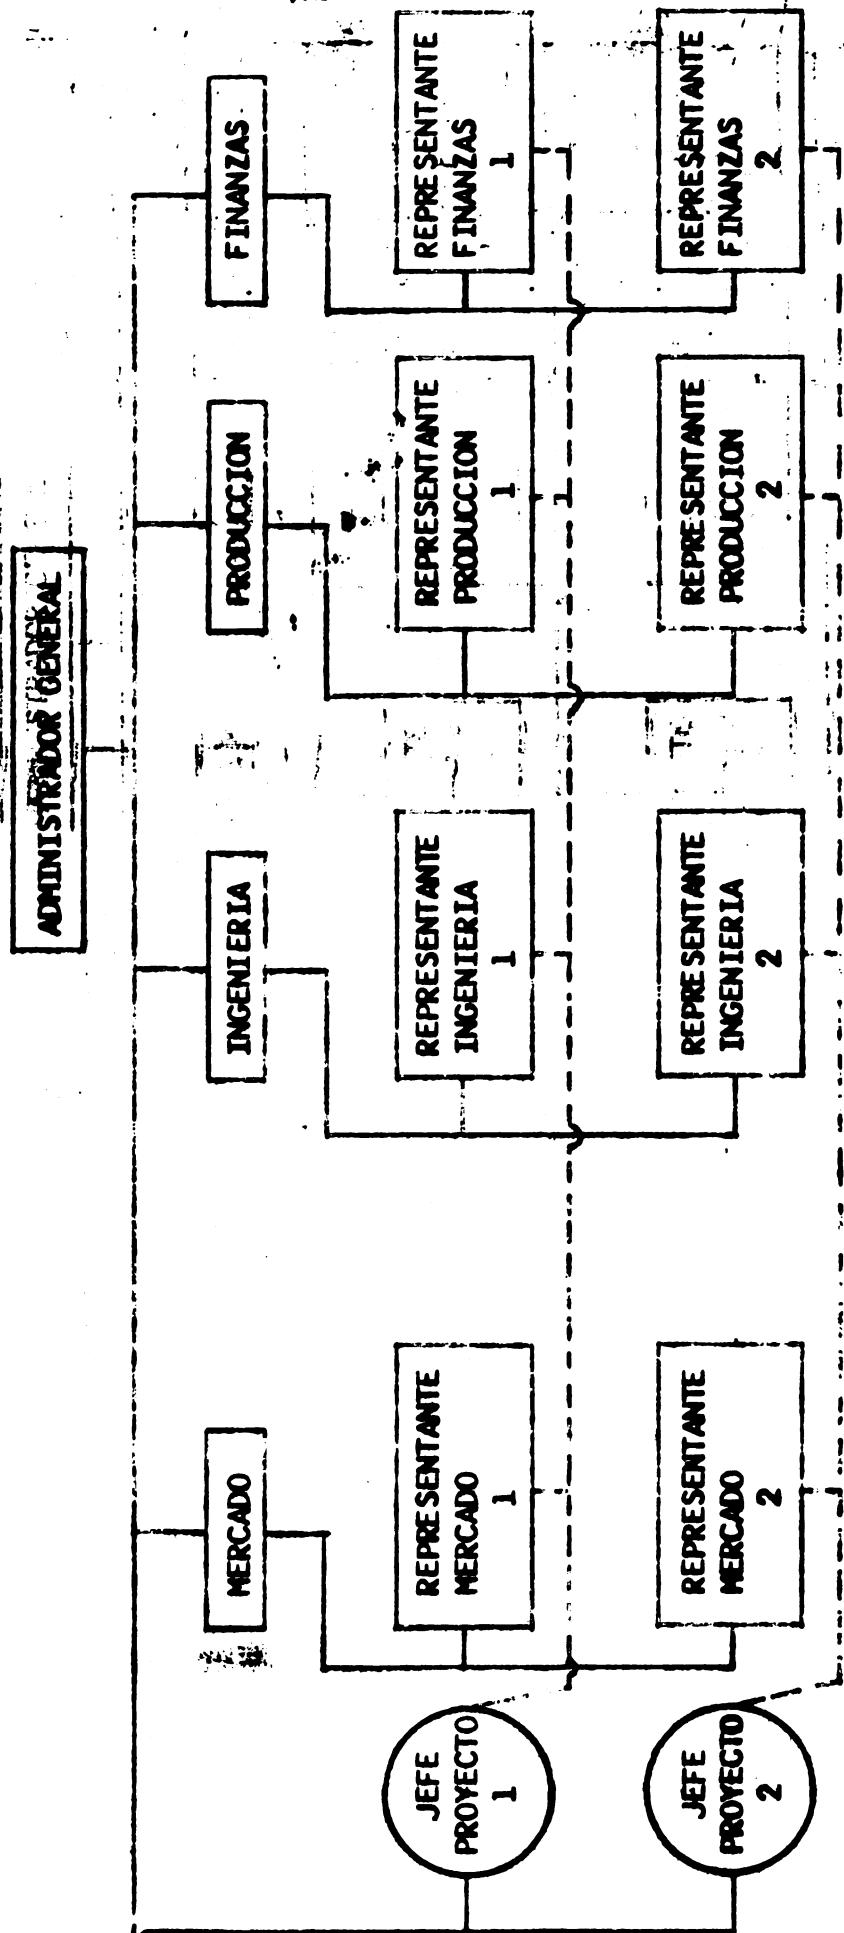 ADMINISTRADOR GENERAL
MERCADO
INGENIERIA
PRODUCCION
FINANZAS
JEFE
PROYECTO
1
REPRESENTANTE
MERCADO
1
REPRESENTANTE
INGENIERIA
1
REPRESENTANTE
PRODUCCION
1
REPRESENTANTE
FINANZAS
1
JEFE
PROYECTO
2
REPRESENTANTE
MERCADO
2
REPRESENTANTE
INGENIERIA
2
REPRESENTANTE
PRODUCCION
2
REPRESENTANTE
FINANZAS
2